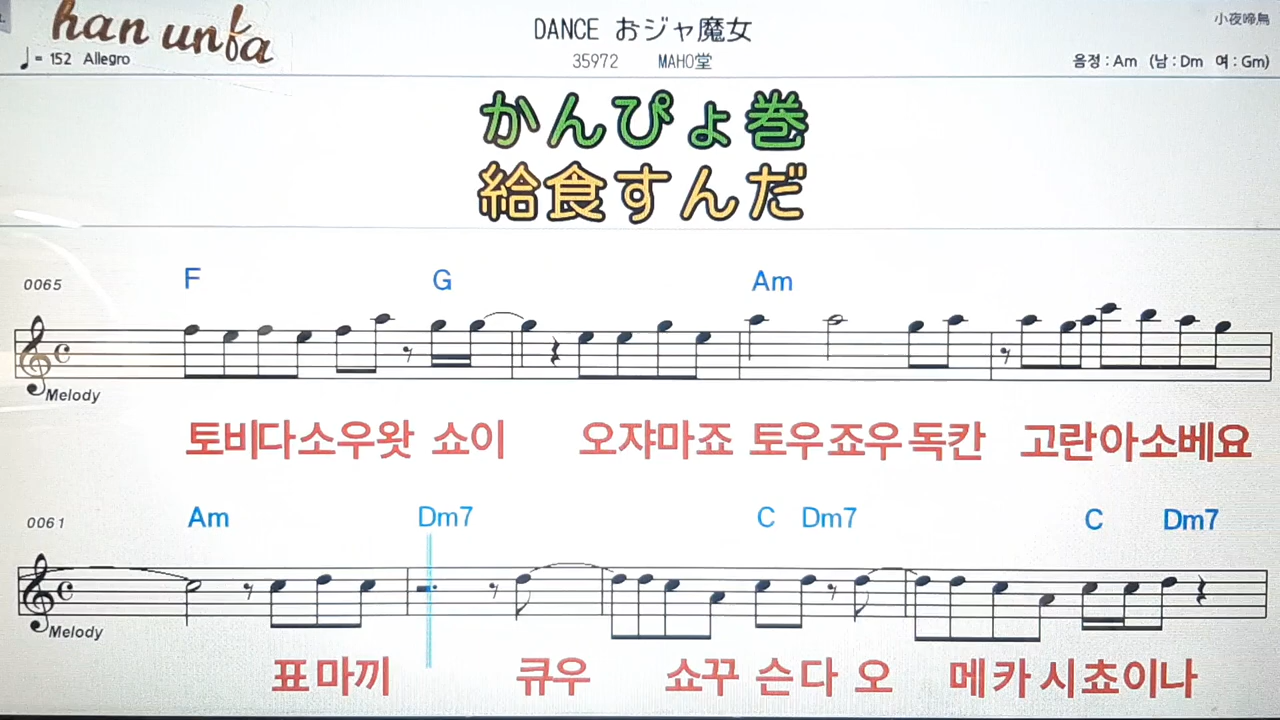 han unba
DANCE おジャ魔女
小夜啼鳥
♩= 152 Allegro
35972 MAHO堂
음정 : Am (남 : Dm 여 : Gm)
かんぴょ巻
給食すんだ
0065 F G Am
Melody
토비다소우왓 쇼이 오쟈마죠 토우죠우독칸 고란아소베요
0061 Am Dm7 C Dm7 C Dm7
Melody
표마끼 큐우 쇼꾸 슨다 오 메카시쵸이나